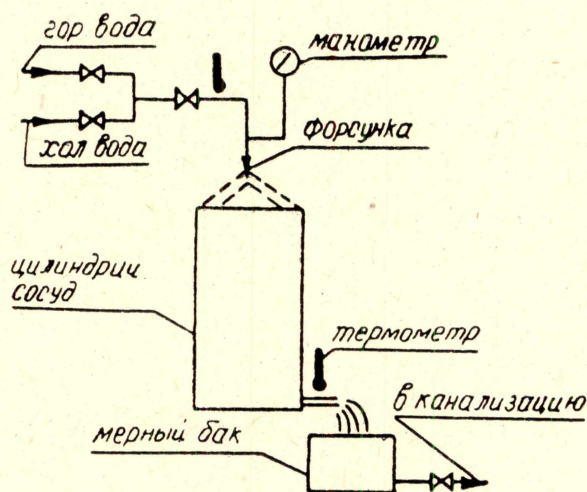 гор вода
манометр
хол вода
форсунка
цилиндрич
сосуд
термометр
в канализацию
мерный бак